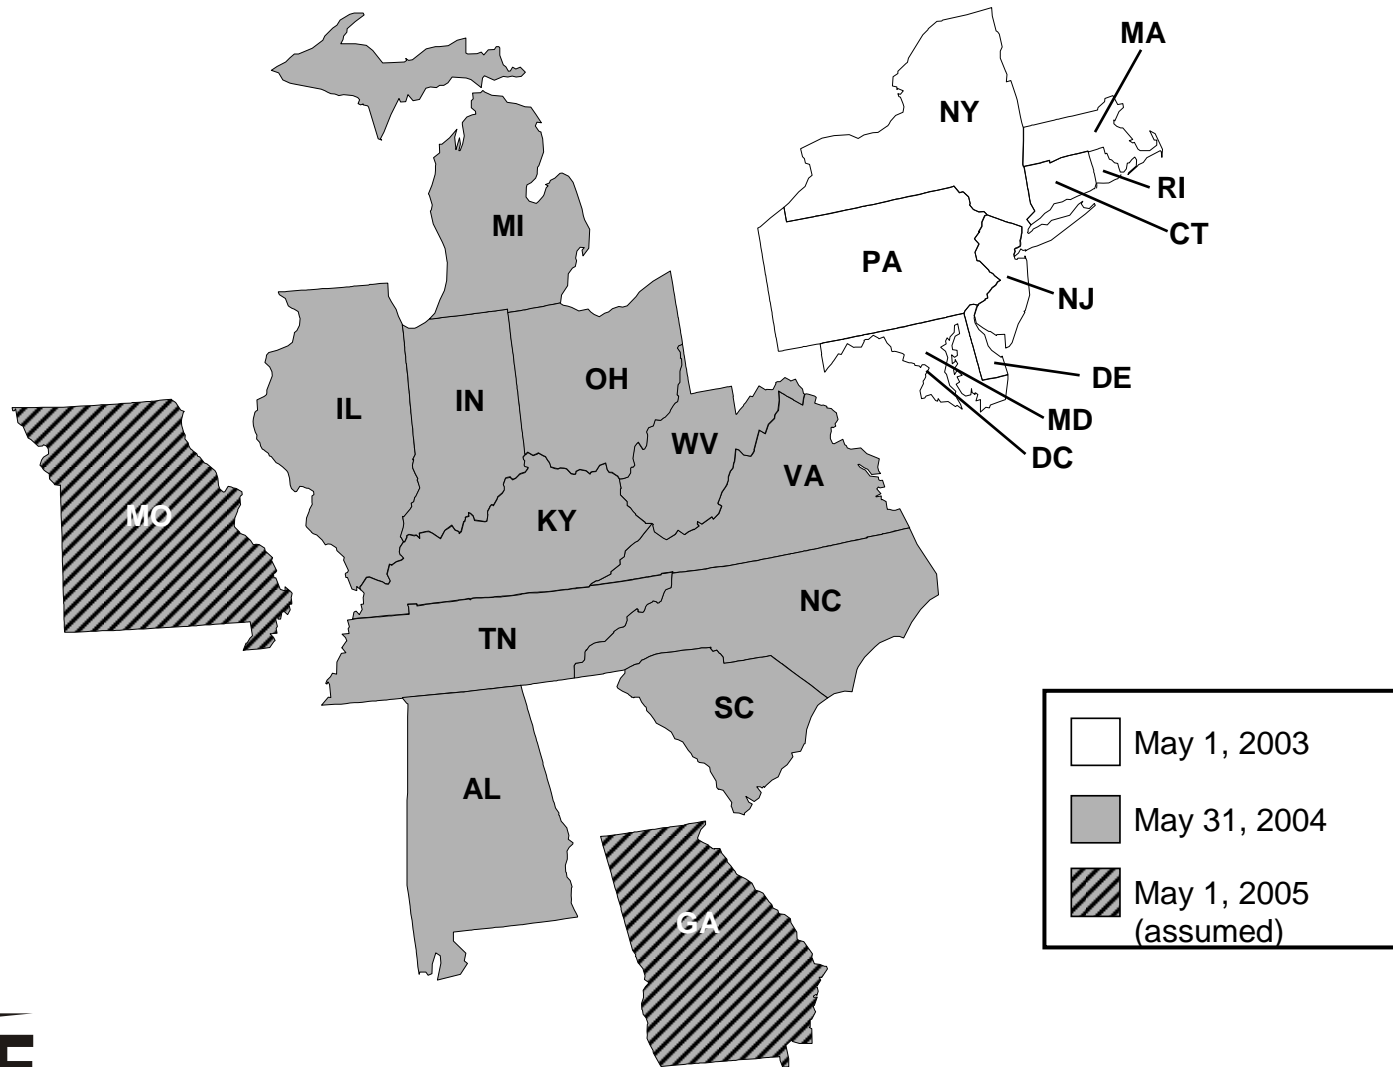 MA
NY
RI
MI
CT
PA
NJ
OH
DE
IN
IL
MD
WV
DC
VA
MO
KY
NC
TN
SC
May 1, 2003
AL
May 31, 2004
May 1, 2005
(assumed)
GA